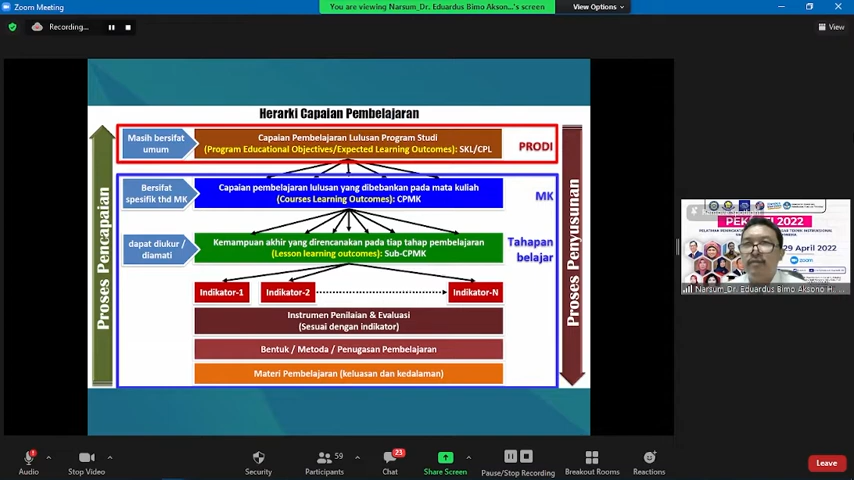 Zoom Meeting
You are viewing Narsum_Dr. Eduardus Bimo Akson...'s screen
View Options
Recording...
View
Herarki Capaian Pembelajaran
Masih bersifat
umum
Capaian Pembelajaran Lulusan Program Studi
(Program Educational Objectives/Expected Learning Outcomes): SKL/CPL
PRODI
Bersifat
spesifik thd MK
Capaian pembelajaran lulusan yang dibebankan pada mata kuliah
(Courses Learning Outcomes): CPMK
MK
dapat diukur /
diamati
Kemampuan akhir yang direncanakan pada tiap tahap pembelajaran
(Lesson learning outcomes): Sub-CPMK
Tahapan
belajar
Indikator-1
Indikator-2
Indikator-N
Instrumen Penilaian & Evaluasi
(Sesuai dengan indikator)
Bentuk / Metoda / Penugasan Pembelajaran
Materi Pembelajaran (keluasan dan kedalaman)
Proses Pencapaian
Proses Penyusunan
2022
29 April 2022
zoom
Narsum_Dr. Eduardus Bimo Aksono H...
Audio
Stop Video
Security
59
Participants
23
Chat
Share Screen
Pause/Stop Recording
Breakout Rooms
Reactions
Leave